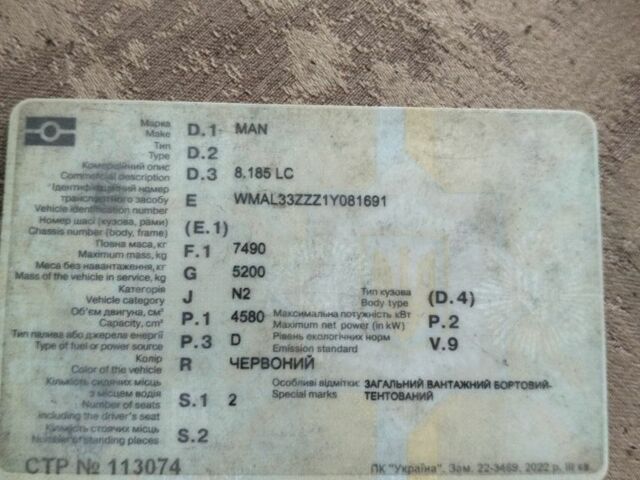 Марка
Make D.1 MAN
Тип
Type D.2
Комерційний опис
Commercial description D.3 8.185 LC
Ідентифікаційний номер
транспортного засобу
Vehicle identification number E WMAL33ZZZ1Y081691
Номер шасі (кузова, рами)
Chassis number (body, frame) (E.1)
Повна маса, кг
Maximum mass, kg F.1 7490
Маса без навантаження, кг
Mass of the vehicle in service, kg G 5200
Категорія
Vehicle category J N2 Тип кузова
Body type (D.4)
Об'єм двигуна, см³
Capacity, cm³ P.1 4580 Максимальна потужність кВт
Maximum net power (in kW) P.2
Тип палива або джерела енергії
Type of fuel or power source P.3 D Рівень екологічних норм
Emission standard V.9
Колір
Color of the vehicle R ЧЕРВОНИЙ
Кількість сидячих місць
з місцем водія
Number of seats
including the driver's seat S.1 2 Особливі відмітки: ЗАГАЛЬНИЙ ВАНТАЖНИЙ БОРТОВИЙ-
Special marks ТЕНТОВАНИЙ
Кількість стоячих місць
Number of standing places S.2
СТР № 113074 ПК "Україна". Зам. 22-3469. 2022 р. III кв.